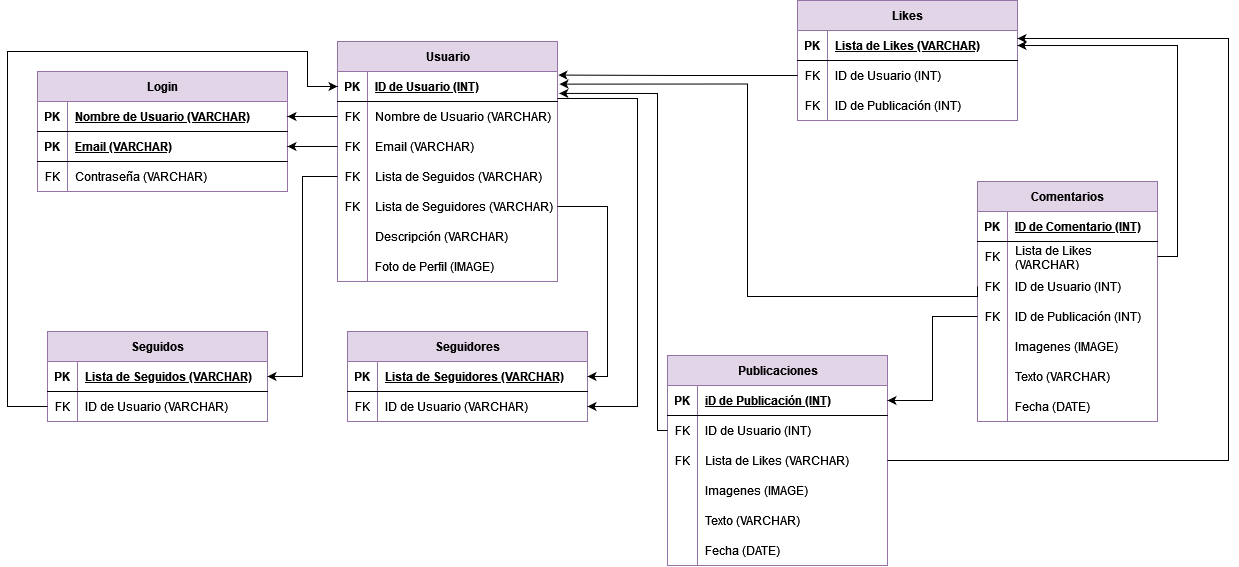 Likes
PK Lista de Likes (VARCHAR)
FK ID de Usuario (INT)
FK ID de Publicación (INT)
Usuario
PK ID de Usuario (INT)
FK Nombre de Usuario (VARCHAR)
FK Email (VARCHAR)
FK Lista de Seguidos (VARCHAR)
FK Lista de Seguidores (VARCHAR)
Descripción (VARCHAR)
Foto de Perfil (IMAGE)
Login
PK Nombre de Usuario (VARCHAR)
PK Email (VARCHAR)
FK Contraseña (VARCHAR)
Comentarios
PK ID de Comentario (INT)
FK Lista de Likes
(VARCHAR)
FK ID de Usuario (INT)
FK ID de Publicación (INT)
Imagenes (IMAGE)
Texto (VARCHAR)
Fecha (DATE)
Seguidos
PK Lista de Seguidos (VARCHAR)
FK ID de Usuario (VARCHAR)
Seguidores
PK Lista de Seguidores (VARCHAR)
FK ID de Usuario (VARCHAR)
Publicaciones
PK iD de Publicación (INT)
FK ID de Usuario (INT)
FK Lista de Likes (VARCHAR)
Imagenes (IMAGE)
Texto (VARCHAR)
Fecha (DATE)